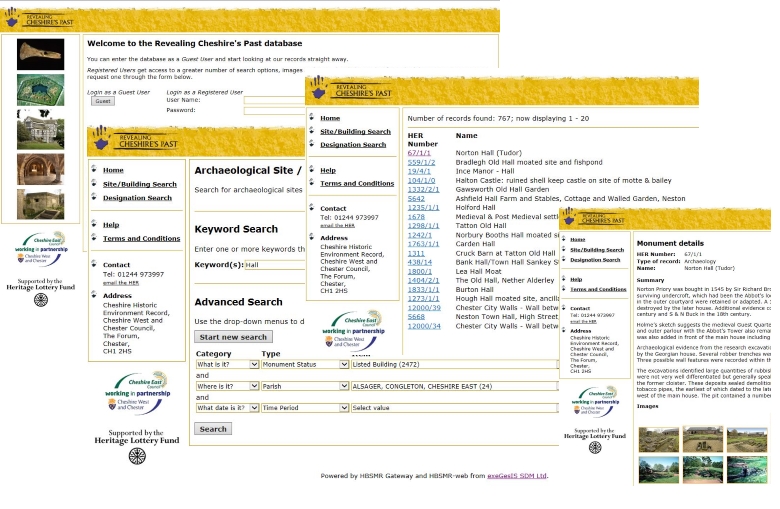 REVEALING
CHESHIRE'S PAST
Welcome to the Revealing Cheshire's Past database
You can enter the database as a Guest User and start looking at our records straight away.
Registered Users get access to a greater number of search options, images
request one through the form below.
Login as a Guest User
Login as a Registered User
Guest
User Name:
Password:
Cheshire East
Council
working in partnership
Cheshire West
and Chester
Supported by the
Heritage Lottery Fund
REVEALING
CHESHIRE'S PAST
Home
Site/Building Search
Designation Search
Help
Terms and Conditions
Contact
Tel: 01244 973997
email the HER
Address
Cheshire Historic
Environment Record,
Cheshire West and
Chester Council,
The Forum,
Chester,
CH1 2HS
Cheshire East
Council
working in partnership
Cheshire West
and Chester
Supported by the
Heritage Lottery Fund
Archaeological Site /
Search for archaeological sites
Keyword Search
Enter one or more keywords th
Keyword(s): Hall
Advanced Search
Use the drop-down menus to d
Start new search
Category Type
What is it? Monument Status Listed Building (2472)
and
Where is it? Parish ALSAGER, CONGLETON, CHESHIRE EAST (24)
and
What date is it? Time Period Select value
Search
Powered by HBSMR Gateway and HBSMR-web from exeGesIS SDM Ltd.
REVEALING
CHESHIRE'S PAST
Home
Site/Building Search
Designation Search
Help
Terms and Conditions
Contact
Tel: 01244 973997
email the HER
Address
Cheshire Historic
Environment Record,
Cheshire West and
Chester Council,
The Forum,
Chester,
CH1 2HS
Cheshire East
Council
working in partnership
Cheshire West
and Chester
Number of records found: 767; now displaying 1 - 20
HER
Number Name
67/1/1 Norton Hall (Tudor)
559/1/2 Bradlegh Old Hall moated site and fishpond
19/4/1 Ince Manor - Hall
104/1/0 Halton Castle: ruined shell keep castle on site of motte & bailey
1332/2/1 Gawsworth Old Hall Garden
5642 Ashfield Hall Farm and Stables, Cottage and Walled Garden, Neston
1235/1/1 Holford Hall
1678 Medieval & Post Medieval settl
1298/1/1 Tatton Old Hall
1242/1 Norbury Booths Hall moated si
1763/1/1 Garden Hall
1311 Cruck Barn at Tatton Old Hall
438/14 Bank Hall/Town Hall Sankey S
1800/1 Lea Hall Moat
1404/2/1 The Old Hall, Nether Alderley
1833/1/1 Burton Hall
1273/1/1 Hough Hall moated site, ancilla
12000/39 Chester City Walls - Wall betw
5668 Neston Town Hall, High Street
12000/34 Chester City Walls - Wall betw
REVEALING
CHESHIRE'S PAST
Home
Site/Building Search
Designation Search
Help
Terms and Conditions
Contact
Tel: 01244 973997
email the HER
Address
Cheshire Historic
Environment Record,
Cheshire West and
Chester Council,
The Forum,
Chester,
CH1 2HS
Cheshire East
Council
working in partnership
Cheshire West
and Chester
Supported by the
Heritage Lottery Fund
Monument details
HER Number: 67/1/1
Type of record: Archaeology
Name: Norton Hall (Tudor)
Summary
Norton Priory was bought in 1545 by Sir Richard Bro
surviving undercroft, which had been the Abbot's lo
in the outer courtyard were retained or adapted. A
destroyed by the later house. Additional evidence c
century and S & N Buck in the 18th century.
Holme's sketch suggests the medieval Guest Quarte
and outer parlour with the Abbot's Tower also rema
was also added in front of the main house including
Archaeological evidence from the research excavatio
by the Georgian house. Several robber trenches wer
Three possible wall features were recorded within th
The excavations identified large quantities of rubbis
were not very well differentiated but generally spea
the former cloister. These deposits sealed demolitio
tobacco pipes, the earliest of which dated to the late
west of the main house. The pit contained a numbe
Images